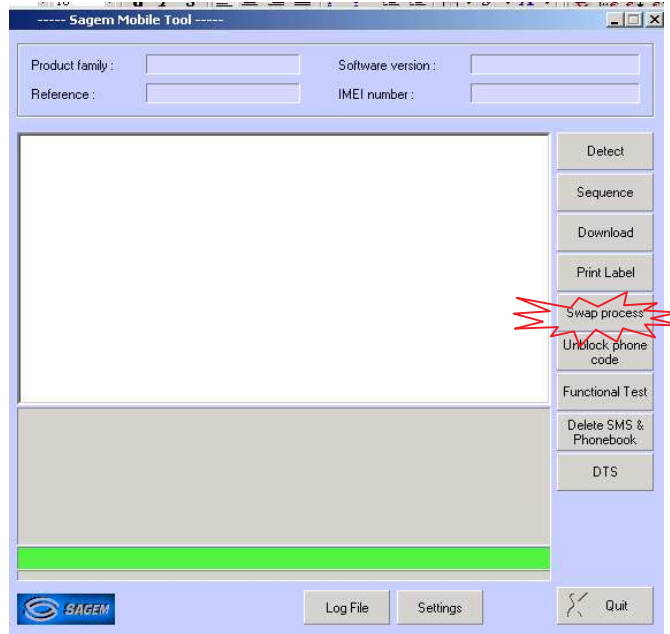 ----- Sagem Mobile Tool -----
Product family :
Software version :
Reference :
IMEI number :
Detect
Sequence
Download
Print Label
Swap process
Unblock phone
code
Functional Test
Delete SMS &
Phonebook
DTS
SAGEM
Log File
Settings
Quit